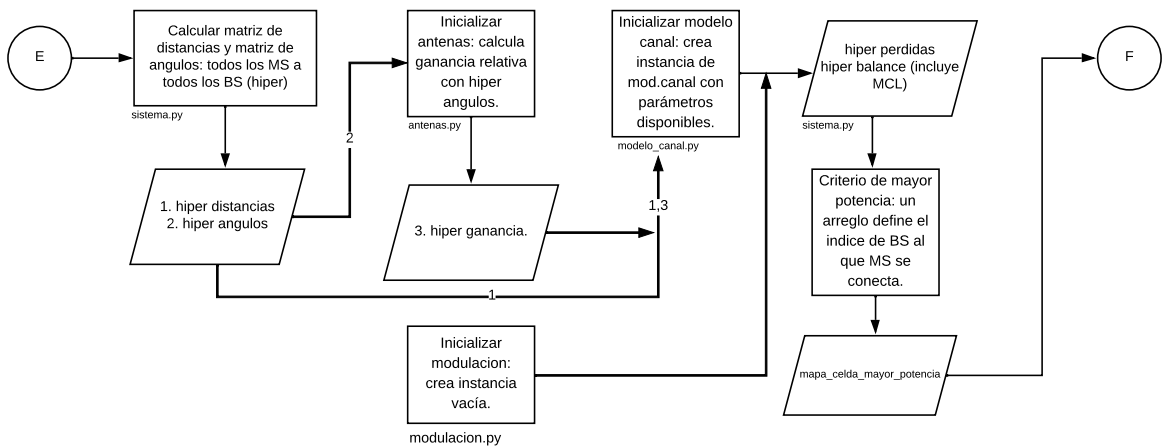 E
Calcular matriz de
distancias y matriz de
angulos: todos los MS a
todos los BS (hiper)
sistema.py
1. hiper distancias
2. hiper angulos
2
1
Inicializar
antenas: calcula
ganancia relativa
con hiper
angulos.
antenas.py
3. hiper ganancia.
Inicializar
modulacion:
crea instancia
vacía.
modulacion.py
Inicializar modelo
canal: crea
instancia de
mod.canal con
parámetros
disponibles.
modelo_canal.py
1,3
hiper perdidas
hiper balance (incluye
MCL)
sistema.py
Criterio de mayor
potencia: un
arreglo define el
indice de BS al
que MS se
conecta.
mapa_celda_mayor_potencia
F